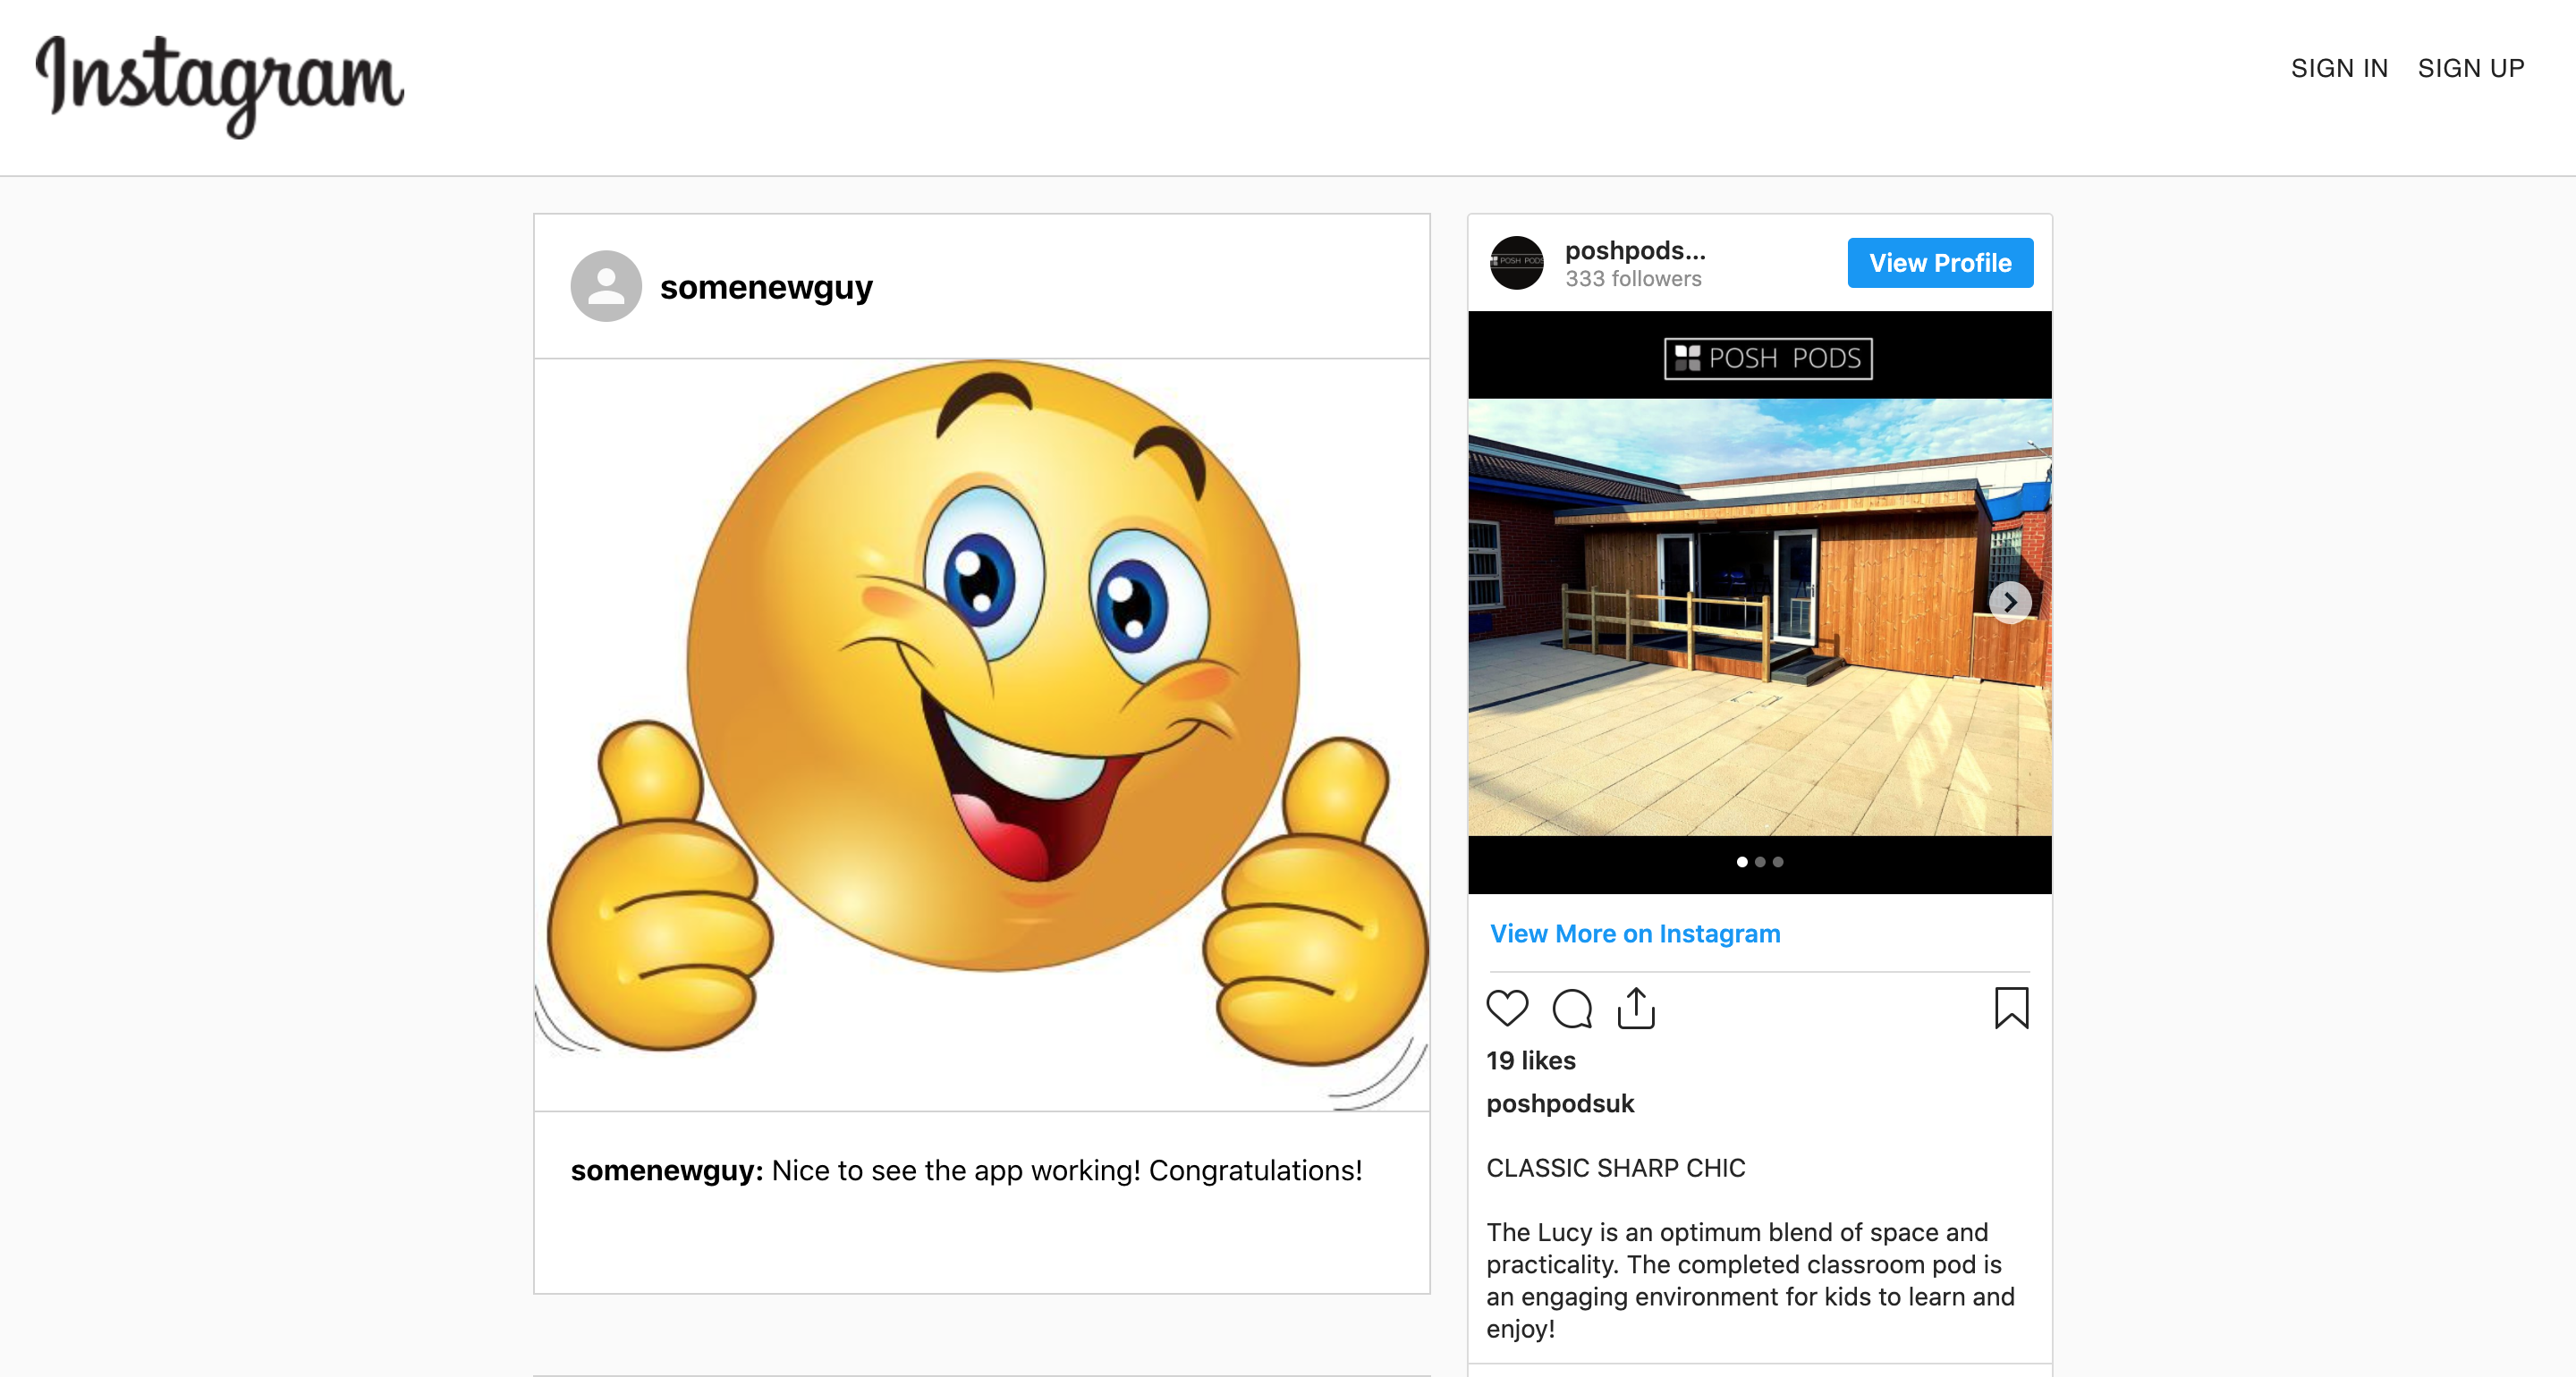 Instagram
SIGN IN SIGN UP
somenewguy
somenewguy: Nice to see the app working! Congratulations!
poshpods...
333 followers
View Profile
POSH PODS
POSH PODS
View More on Instagram
19 likes
poshpodsuk
CLASSIC SHARP CHIC
The Lucy is an optimum blend of space and
practicality. The completed classroom pod is
an engaging environment for kids to learn and
enjoy!